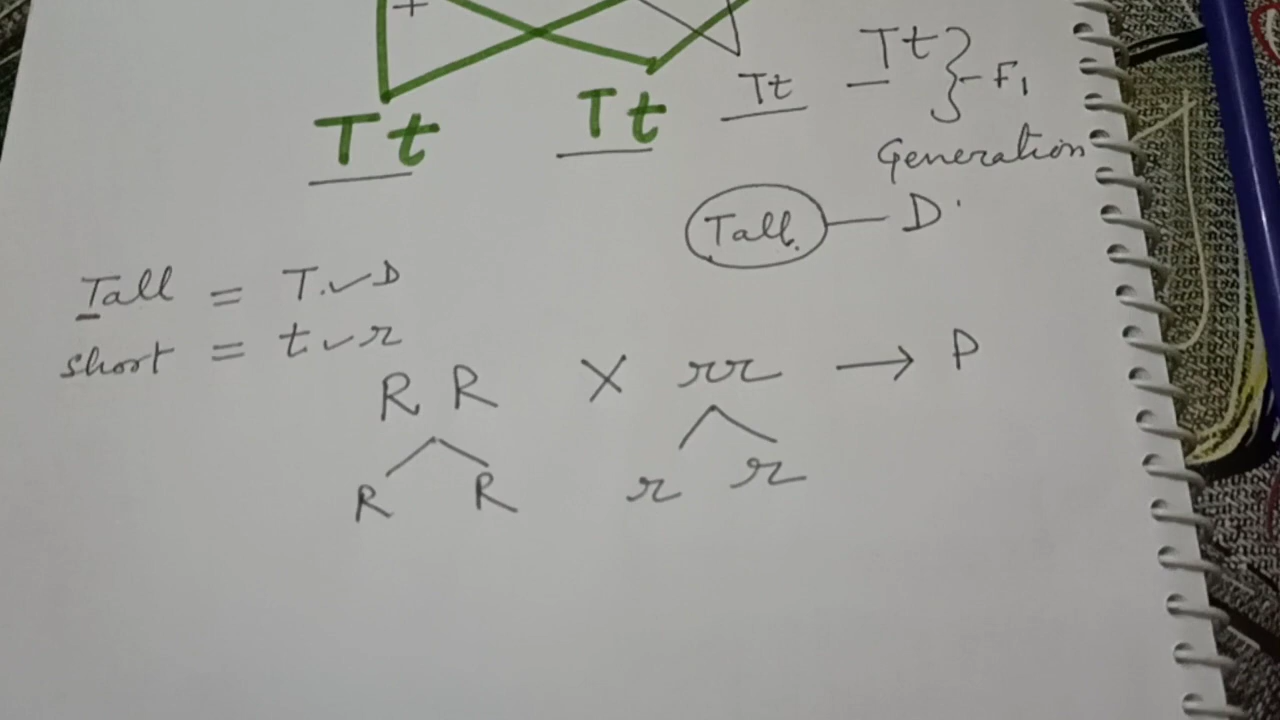 +
Tt Tt Tt Tt } - F1
Generation
Tall. — D
Tall = T. ✓ D
short = t ✓ r
R R X rr → P
R R r r